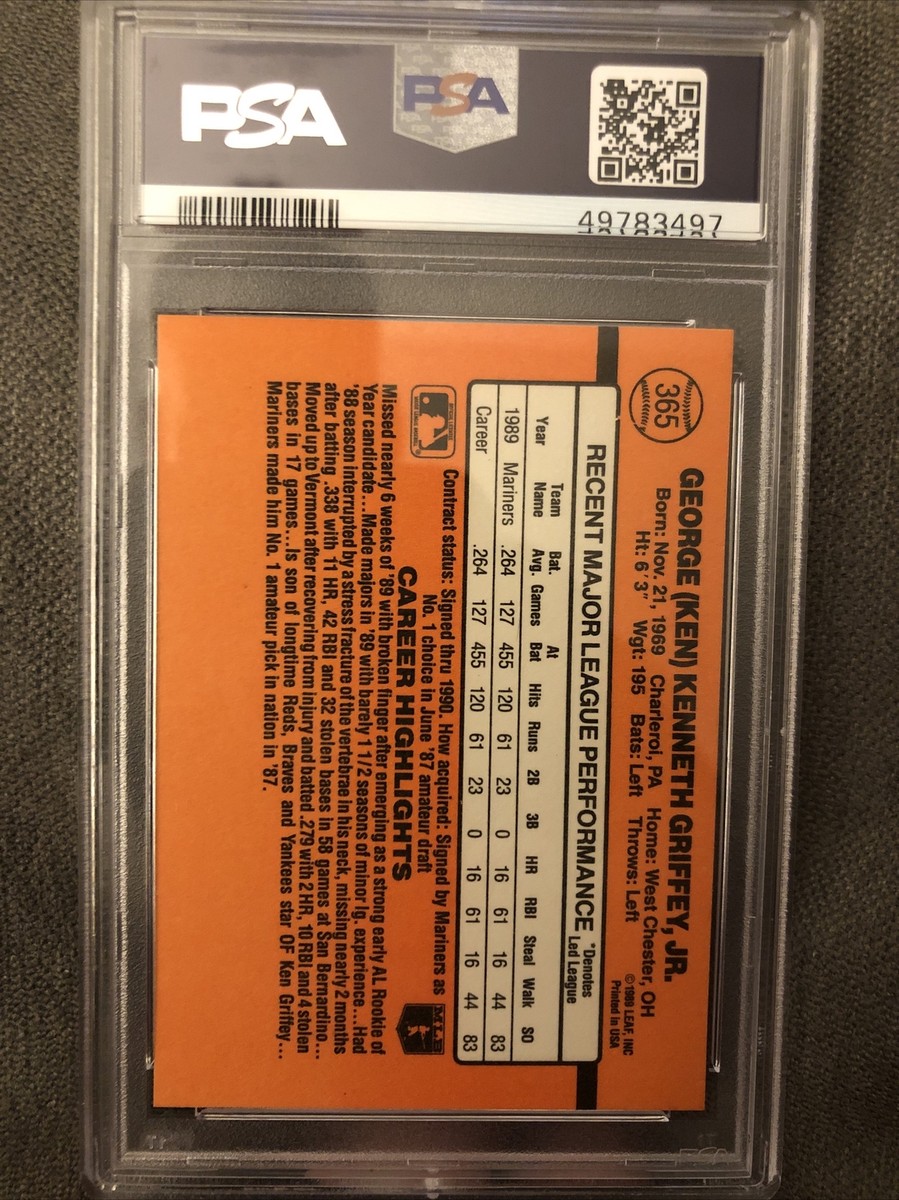 PSA
PSA
49783497
365
GEORGE (KEN) KENNETH GRIFFEY, JR.
Born: Nov. 21, 1969 Charleroi, PA Home: West Chester, OH
Ht: 6'3" Wgt: 195 Bats: Left Throws: Left
©1989 LEAF, INC
Printed in USA
RECENT MAJOR LEAGUE PERFORMANCE
*Denotes
Led League
Year Team Name Bat. Avg. Games At Bat Hits Runs 2B 3B HR RBI Steal Walk SO
1989 Mariners .264 127 455 120 61 23 0 16 61 16 44 83
Career .264 127 455 120 61 23 0 16 61 16 44 83
Contract status: Signed thru 1990. How acquired: Signed by Mariners as
No. 1 choice in June '87 amateur draft
MLB
CAREER HIGHLIGHTS
Missed nearly 6 weeks of '89 with broken finger after emerging as a strong early AL Rookie of
Year candidate...Made majors in '89 with barely 1 1/2 seasons of minor lg. experience...Had
'88 season interrupted by a stress fracture of the vertebrae in his neck, missing nearly 2 months
after batting .338 with 11 HR, 42 RBI and 32 stolen bases in 58 games at San Bernardino...
Moved up to Vermont after recovering from injury and batted .279 with 2 HR, 10 RBI and 4 stolen
bases in 17 games...Is son of longtime Reds, Braves and Yankees star OF Ken Griffey...
Mariners made him No. 1 amateur pick in nation in '87.
PSA